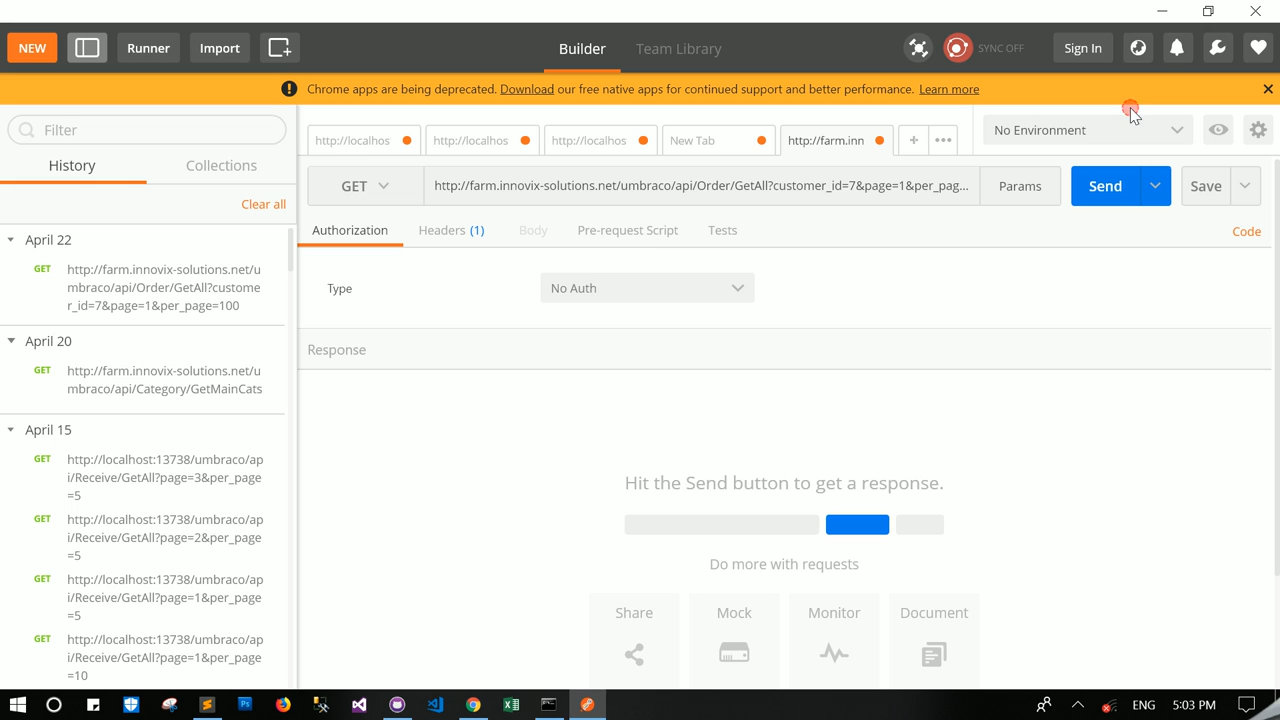 NEW
Runner
Import
Builder
Team Library
SYNC OFF
Sign In
Chrome apps are being deprecated. Download our free native apps for continued support and better performance. Learn more
Filter
History
Collections
Clear all
April 22
GET
http://farm.innovix-solutions.net/u
mbraco/api/Order/GetAll?custome
r_id=7&page=1&per_page=100
April 20
GET
http://farm.innovix-solutions.net/u
mbraco/api/Category/GetMainCats
April 15
GET
http://localhost:13738/umbraco/ap
i/Receive/GetAll?page=3&per_page
=5
GET
http://localhost:13738/umbraco/ap
i/Receive/GetAll?page=2&per_page
=5
GET
http://localhost:13738/umbraco/ap
i/Receive/GetAll?page=1&per_page
=5
GET
http://localhost:13738/umbraco/ap
i/Receive/GetAll?page=1&per_page
=10
http://localhos
http://localhos
http://localhos
New Tab
http://farm.inn
No Environment
GET
http://farm.innovix-solutions.net/umbraco/api/Order/GetAll?customer_id=7&page=1&per_pag...
Params
Send
Save
Authorization
Headers (1)
Body
Pre-request Script
Tests
Code
Type
No Auth
Response
Hit the Send button to get a response.
Do more with requests
Share
Mock
Monitor
Document
ENG
5:03 PM